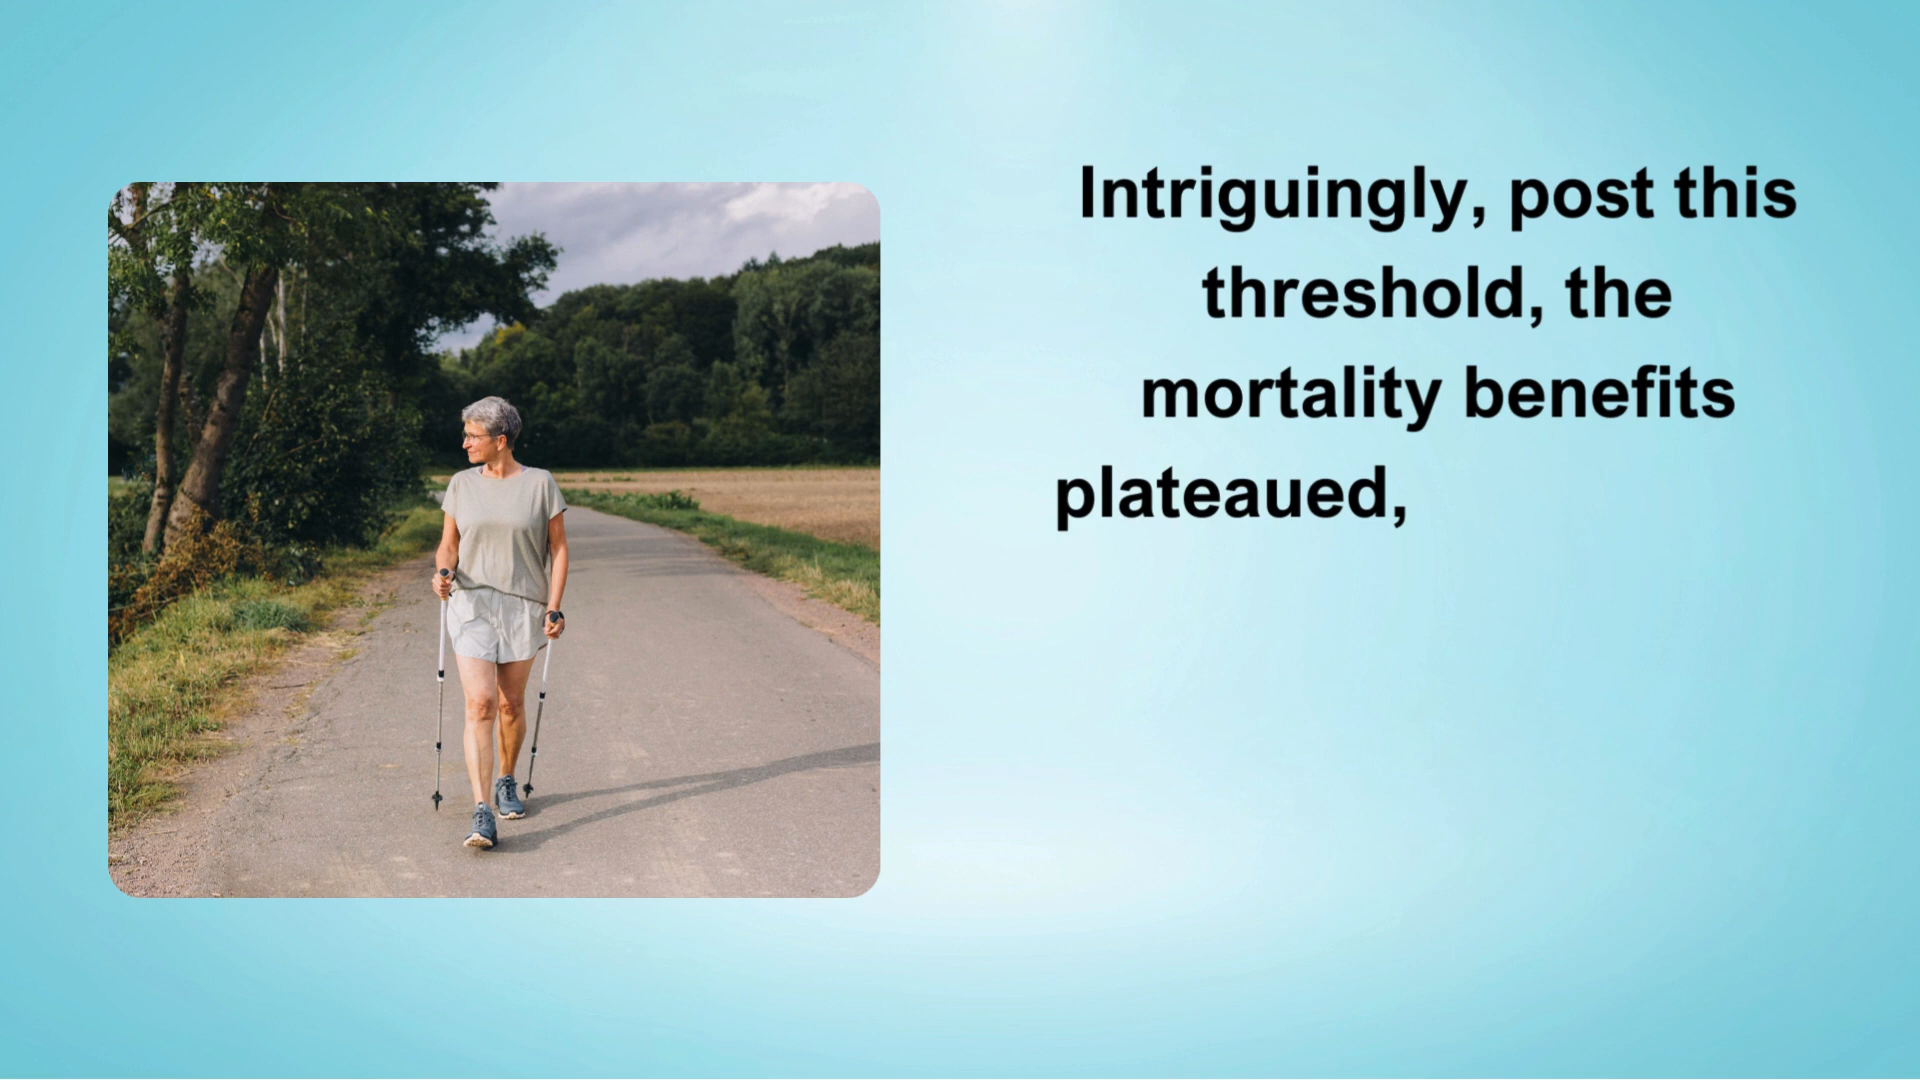 Intriguingly, post this
threshold, the
mortality benefits
plateaued,